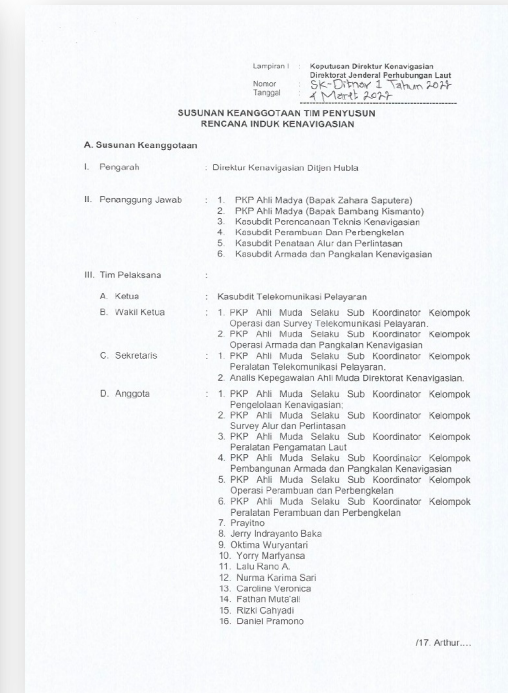 Lampiran I : Keputusan Direktur Kenavigasian
Direktorat Jenderal Perhubungan Laut
Nomor : SK-Ditnav 1 Tahun 2022
Tanggal : 4 Maret 2022
SUSUNAN KEANGGOTAAN TIM PENYUSUN
RENCANA INDUK KENAVIGASIAN
A. Susunan Keanggotaan
I. Pengarah : Direktur Kenavigasian Ditjen Hubla
II. Penanggung Jawab : 1. PKP Ahli Madya (Bapak Zahara Saputera)
2. PKP Ahli Madya (Bapak Bambang Kismanto)
3. Kasubdit Perencanaan Teknis Kenavigasian
4. Kasubdit Perambuan Dan Perbengkelan
5. Kasubdit Penataan Alur dan Perlintasan
6. Kasubdit Armada dan Pangkalan Kenavigasian
III. Tim Pelaksana :
A. Ketua : Kasubdit Telekomunikasi Pelayaran
B. Wakil Ketua : 1. PKP Ahli Muda Selaku Sub Koordinator Kelompok
Operasi dan Survey Telekomunikasi Pelayaran.
2. PKP Ahli Muda Selaku Sub Koordinator Kelompok
Operasi Armada dan Pangkalan Kenavigasian
C. Sekretaris : 1. PKP Ahli Muda Selaku Sub Koordinator Kelompok
Peralatan Telekomunikasi Pelayaran.
2. Analis Kepegawaian Ahli Muda Direktorat Kenavigasian.
D. Anggota : 1. PKP Ahli Muda Selaku Sub Koordinator Kelompok
Pengelolaan Kenavigasian;
2. PKP Ahli Muda Selaku Sub Koordinator Kelompok
Survey Alur dan Perlintasan
3. PKP Ahli Muda Selaku Sub Koordinator Kelompok
Peralatan Pengamatan Laut
4. PKP Ahli Muda Selaku Sub Koordinator Kelompok
Pembangunan Armada dan Pangkalan Kenavigasian
5. PKP Ahli Muda Selaku Sub Koordinator Kelompok
Operasi Perambuan dan Perbengkelan
6. PKP Ahli Muda Selaku Sub Koordinator Kelompok
Peralatan Perambuan dan Perbengkelan
7. Prayitno
8. Jerry Indrayanto Baka
9. Oktima Wuryantari
10. Yorry Marfyansa
11. Lalu Rano A.
12. Nurma Karima Sari
13. Caroline Veronica
14. Fathan Muta'ali
15. Rizki Cahyadi
16. Daniel Pramono
/17. Arthur....